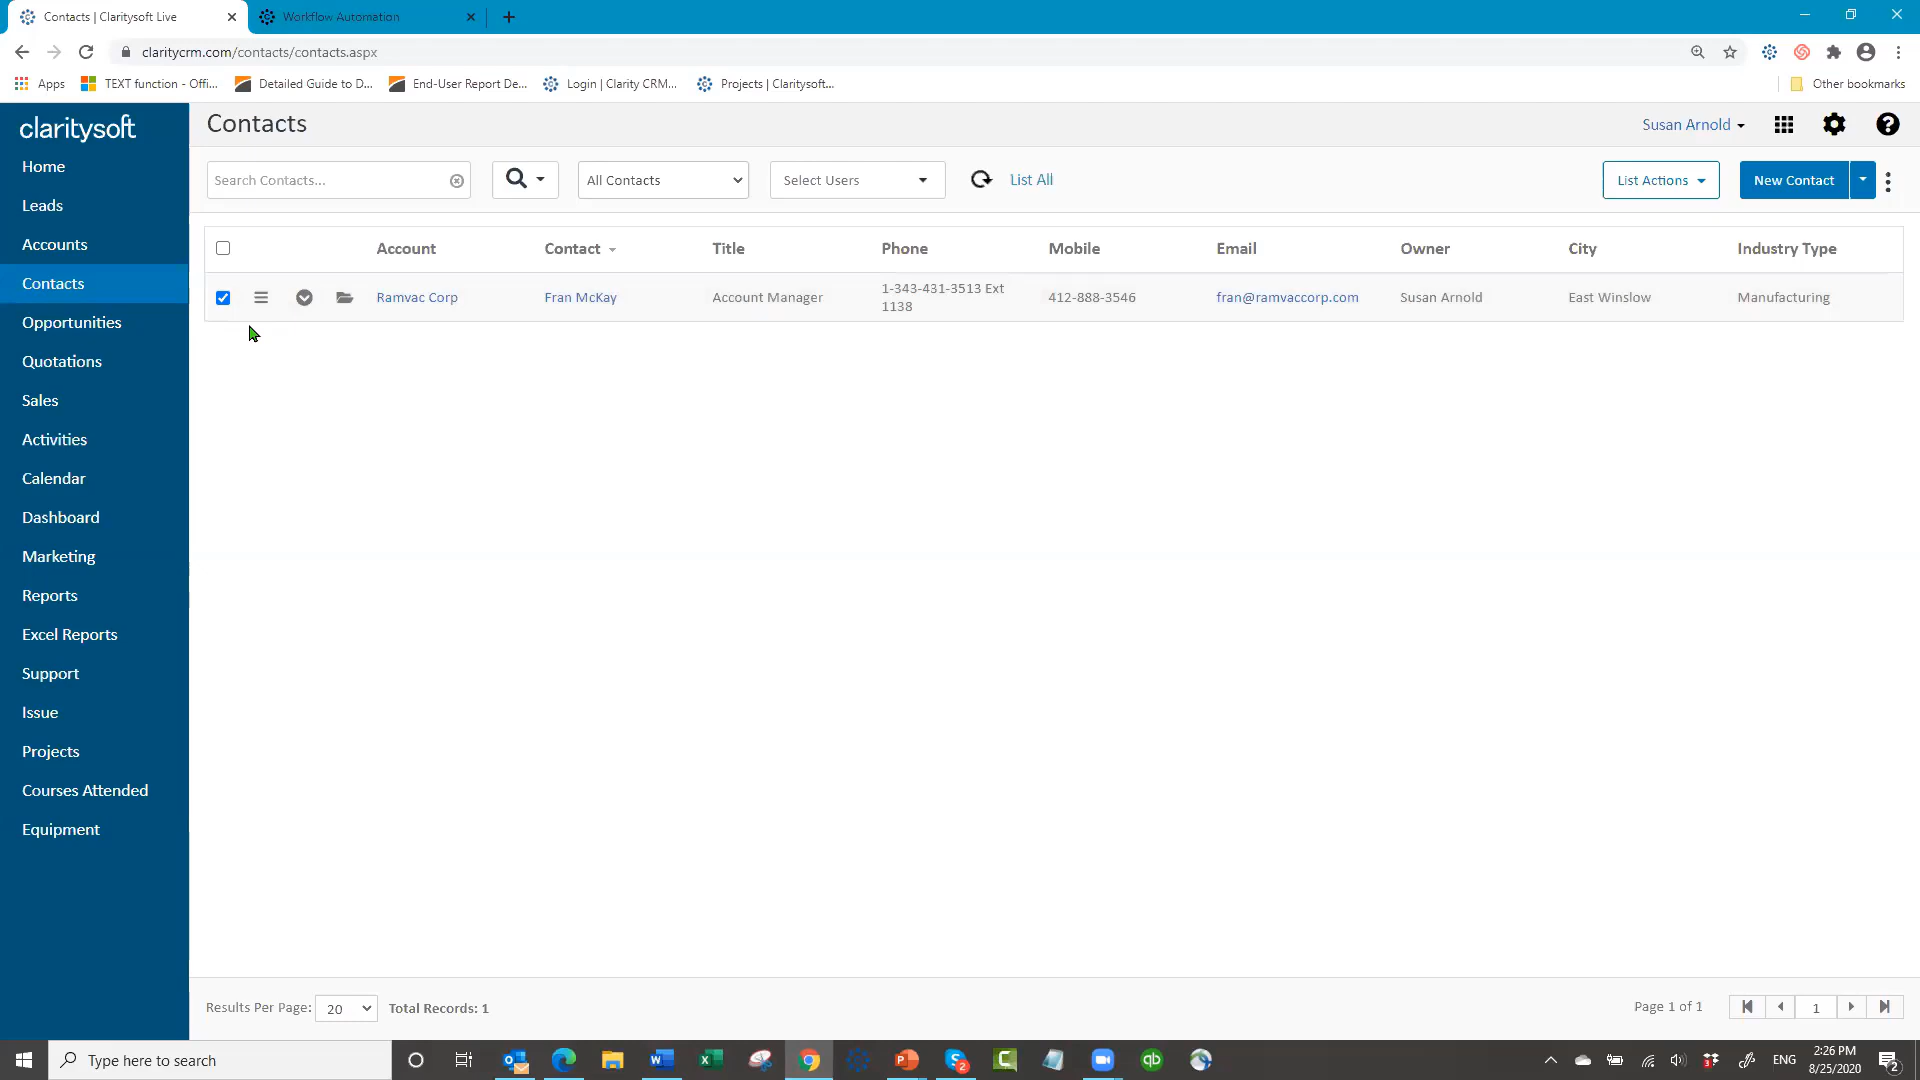 Contacts | Claritysoft Live
Workflow Automation
claritycrm.com/contacts/contacts.aspx
Apps
TEXT function - Offi...
Detailed Guide to D...
End-User Report De...
Login | Clarity CRM...
Projects | Claritysoft...
Other bookmarks
claritysoft
Home
Leads
Accounts
Contacts
Opportunities
Quotations
Sales
Activities
Calendar
Dashboard
Marketing
Reports
Excel Reports
Support
Issue
Projects
Courses Attended
Equipment
Contacts
Susan Arnold
Search Contacts...
All Contacts
Select Users
List All
List Actions
New Contact
Account Contact Title Phone Mobile Email Owner City Industry Type
Ramvac Corp Fran McKay Account Manager 1-343-431-3513 Ext 1138 412-888-3546 fran@ramvaccorp.com Susan Arnold East Winslow Manufacturing
Results Per Page: 20 Total Records: 1
Page 1 of 1 1
Type here to search
2
ENG
2:26 PM
8/25/2020
2